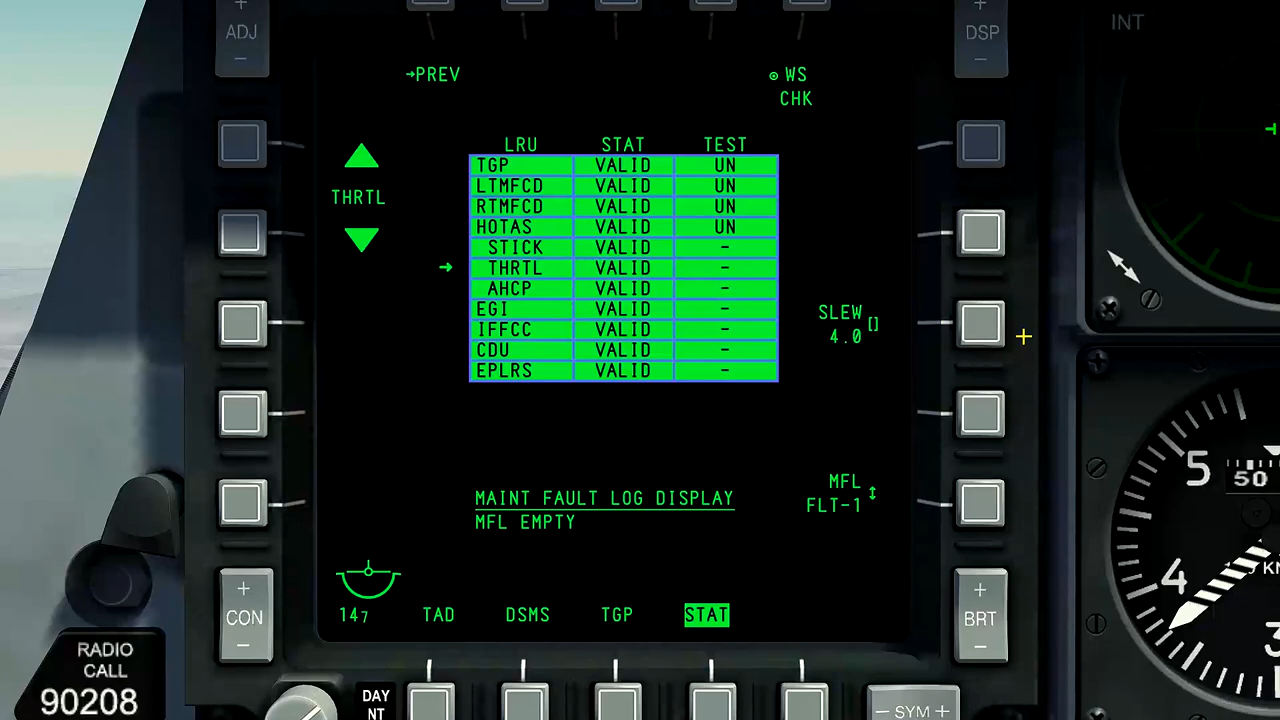 +
ADJ
−
+
DSP
−
INT
→PREV
WS
CHK
LRU STAT TEST
TGP VALID UN
LTMFCD VALID UN
RTMFCD VALID UN
HOTAS VALID UN
STICK VALID -
→ THRTL VALID -
AHCP VALID -
EGI VALID -
IFFCC VALID -
CDU VALID -
EPLRS VALID -
THRTL
SLEW
4.0 []
MAINT FAULT LOG DISPLAY
MFL EMPTY
MFL
FLT-1 ↕
147 TAD DSMS TGP STAT
+
CON
−
+
BRT
−
RADIO
CALL
90208
DAY
NT
− SYM +
5
50
4
3